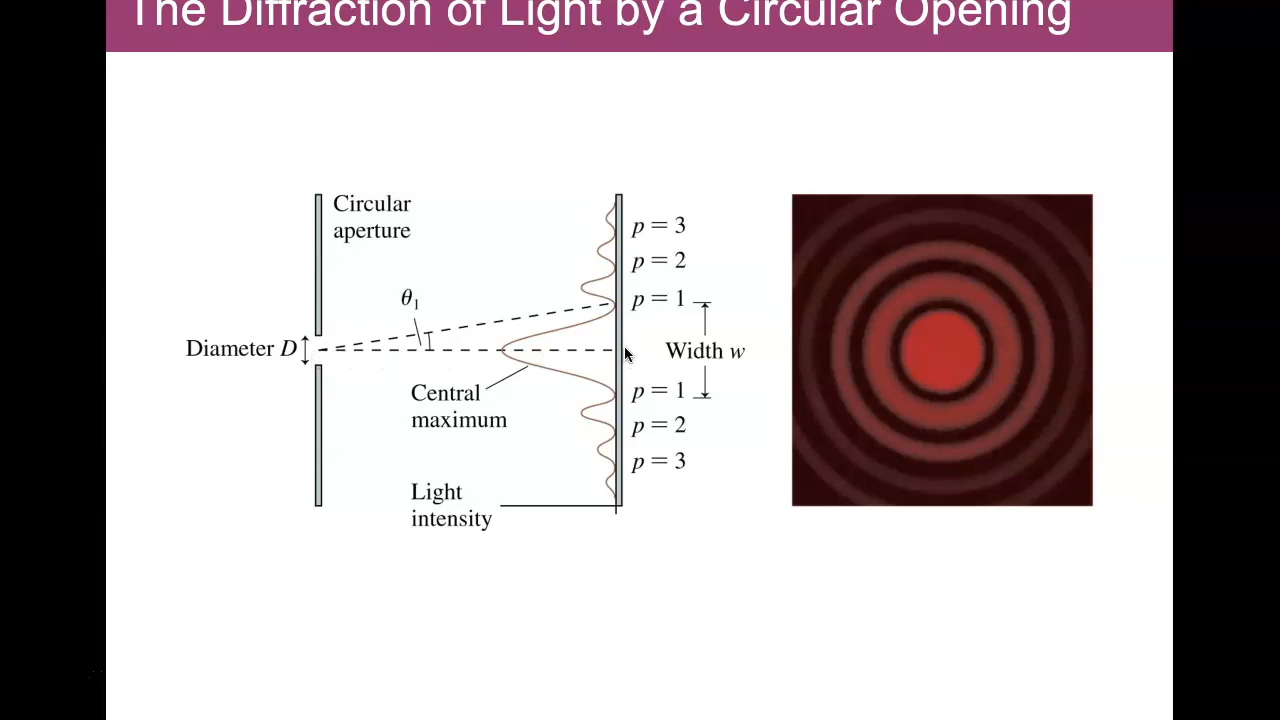 The Diffraction of Light by a Circular Opening
Circular
aperture
θ₁
Diameter D
Central
maximum
Light
intensity
p = 3
p = 2
p = 1
Width w
p = 1
p = 2
p = 3